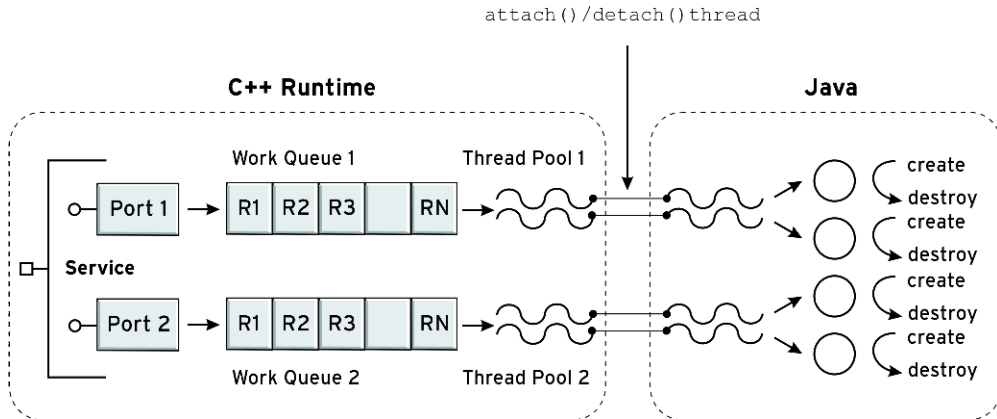 attach()/detach()thread
C++ Runtime
Java
Work Queue 1
Thread Pool 1
Port 1
R1 R2 R3 RN
create
destroy
create
destroy
Service
Port 2
R1 R2 R3 RN
create
destroy
create
destroy
Work Queue 2
Thread Pool 2